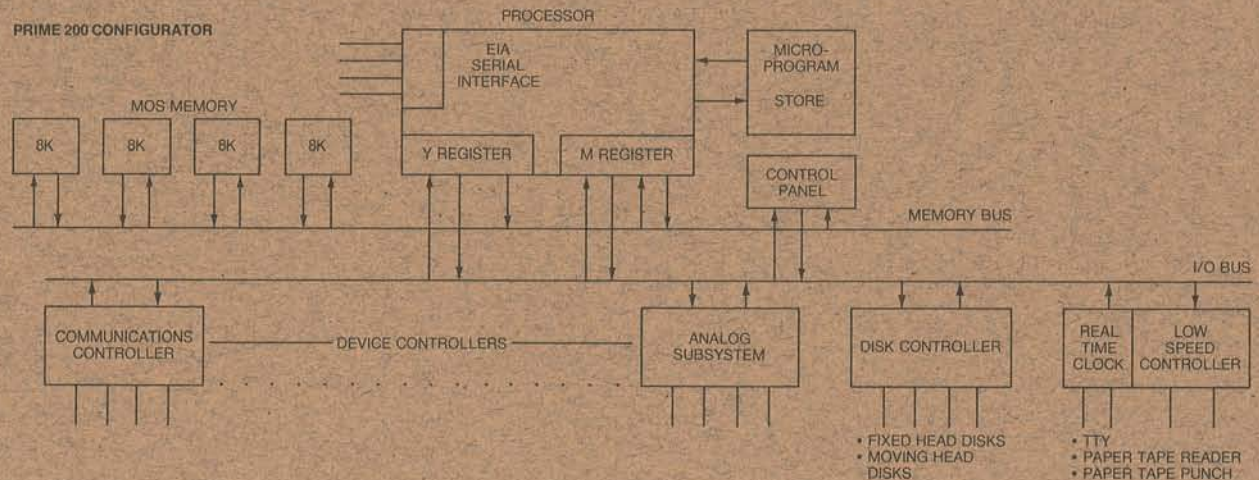 PROCESSOR
PRIME 200 CONFIGURATOR
EIA
SERIAL
INTERFACE
MICRO-
PROGRAM
STORE
MOS MEMORY
8K
8K
8K
8K
Y REGISTER
M REGISTER
CONTROL
PANEL
MEMORY BUS
I/O BUS
COMMUNICATIONS
CONTROLLER
DEVICE CONTROLLERS
ANALOG
SUBSYSTEM
DISK CONTROLLER
REAL
TIME
CLOCK
LOW
SPEED
CONTROLLER
• FIXED HEAD DISKS
• MOVING HEAD
DISKS
• TTY
• PAPER TAPE READER
• PAPER TAPE PUNCH